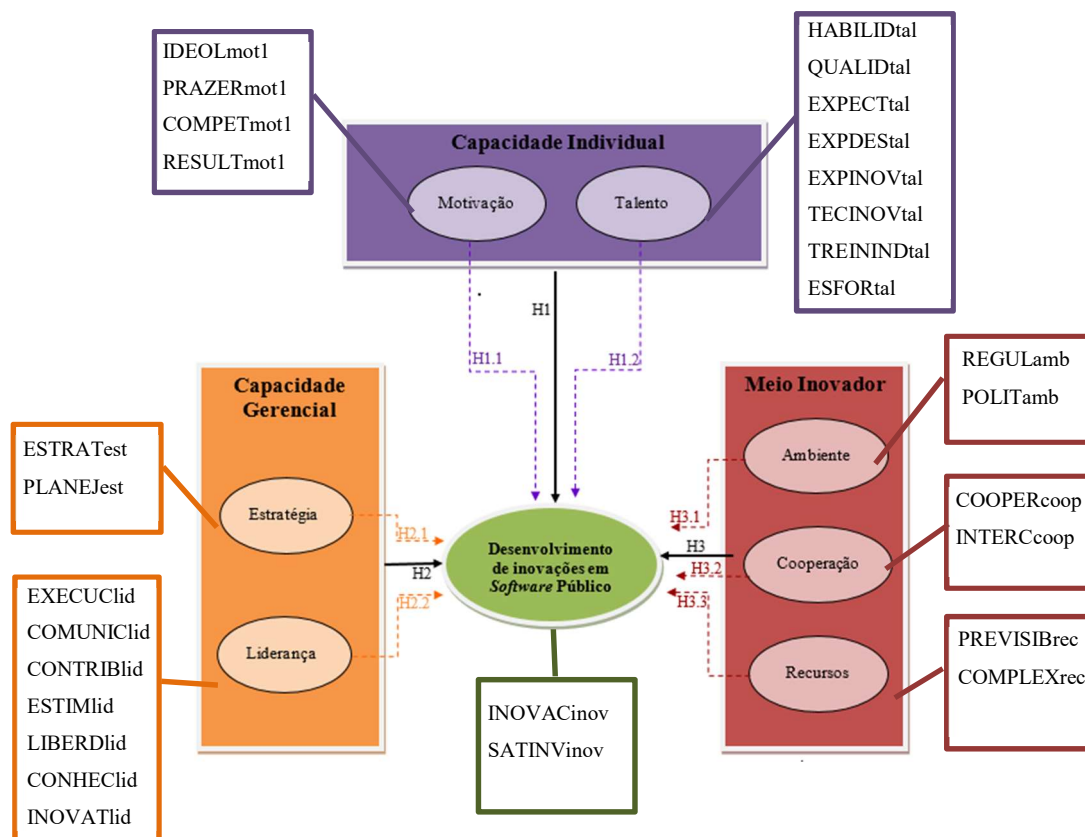 IDEOLmot1
PRAZERmot1
COMPETmot1
RESULTmot1
HABILIDtal
QUALIDtal
EXPECTtal
EXPDEStal
EXPINOVtal
TECINOVtal
TREININDtal
ESFORtal
Capacidade Individual
Motivação
Talento
H1
H1.1
H1.2
Capacidade
Gerencial
Estratégia
Liderança
ESTRATest
PLANEJest
EXECUClid
COMUNIClid
CONTRIBlid
ESTIMlid
LIBERDlid
CONHEClid
INOVATlid
H2.1
H2
H2.2
Desenvolvimento
de inovações em
Software Público
INOVACinov
SATINVinov
H3.1
H3
H3.2
H3.3
Meio Inovador
Ambiente
Cooperação
Recursos
REGULamb
POLITamb
COOPERcoop
INTERCcoop
PREVISIBrec
COMPLEXrec